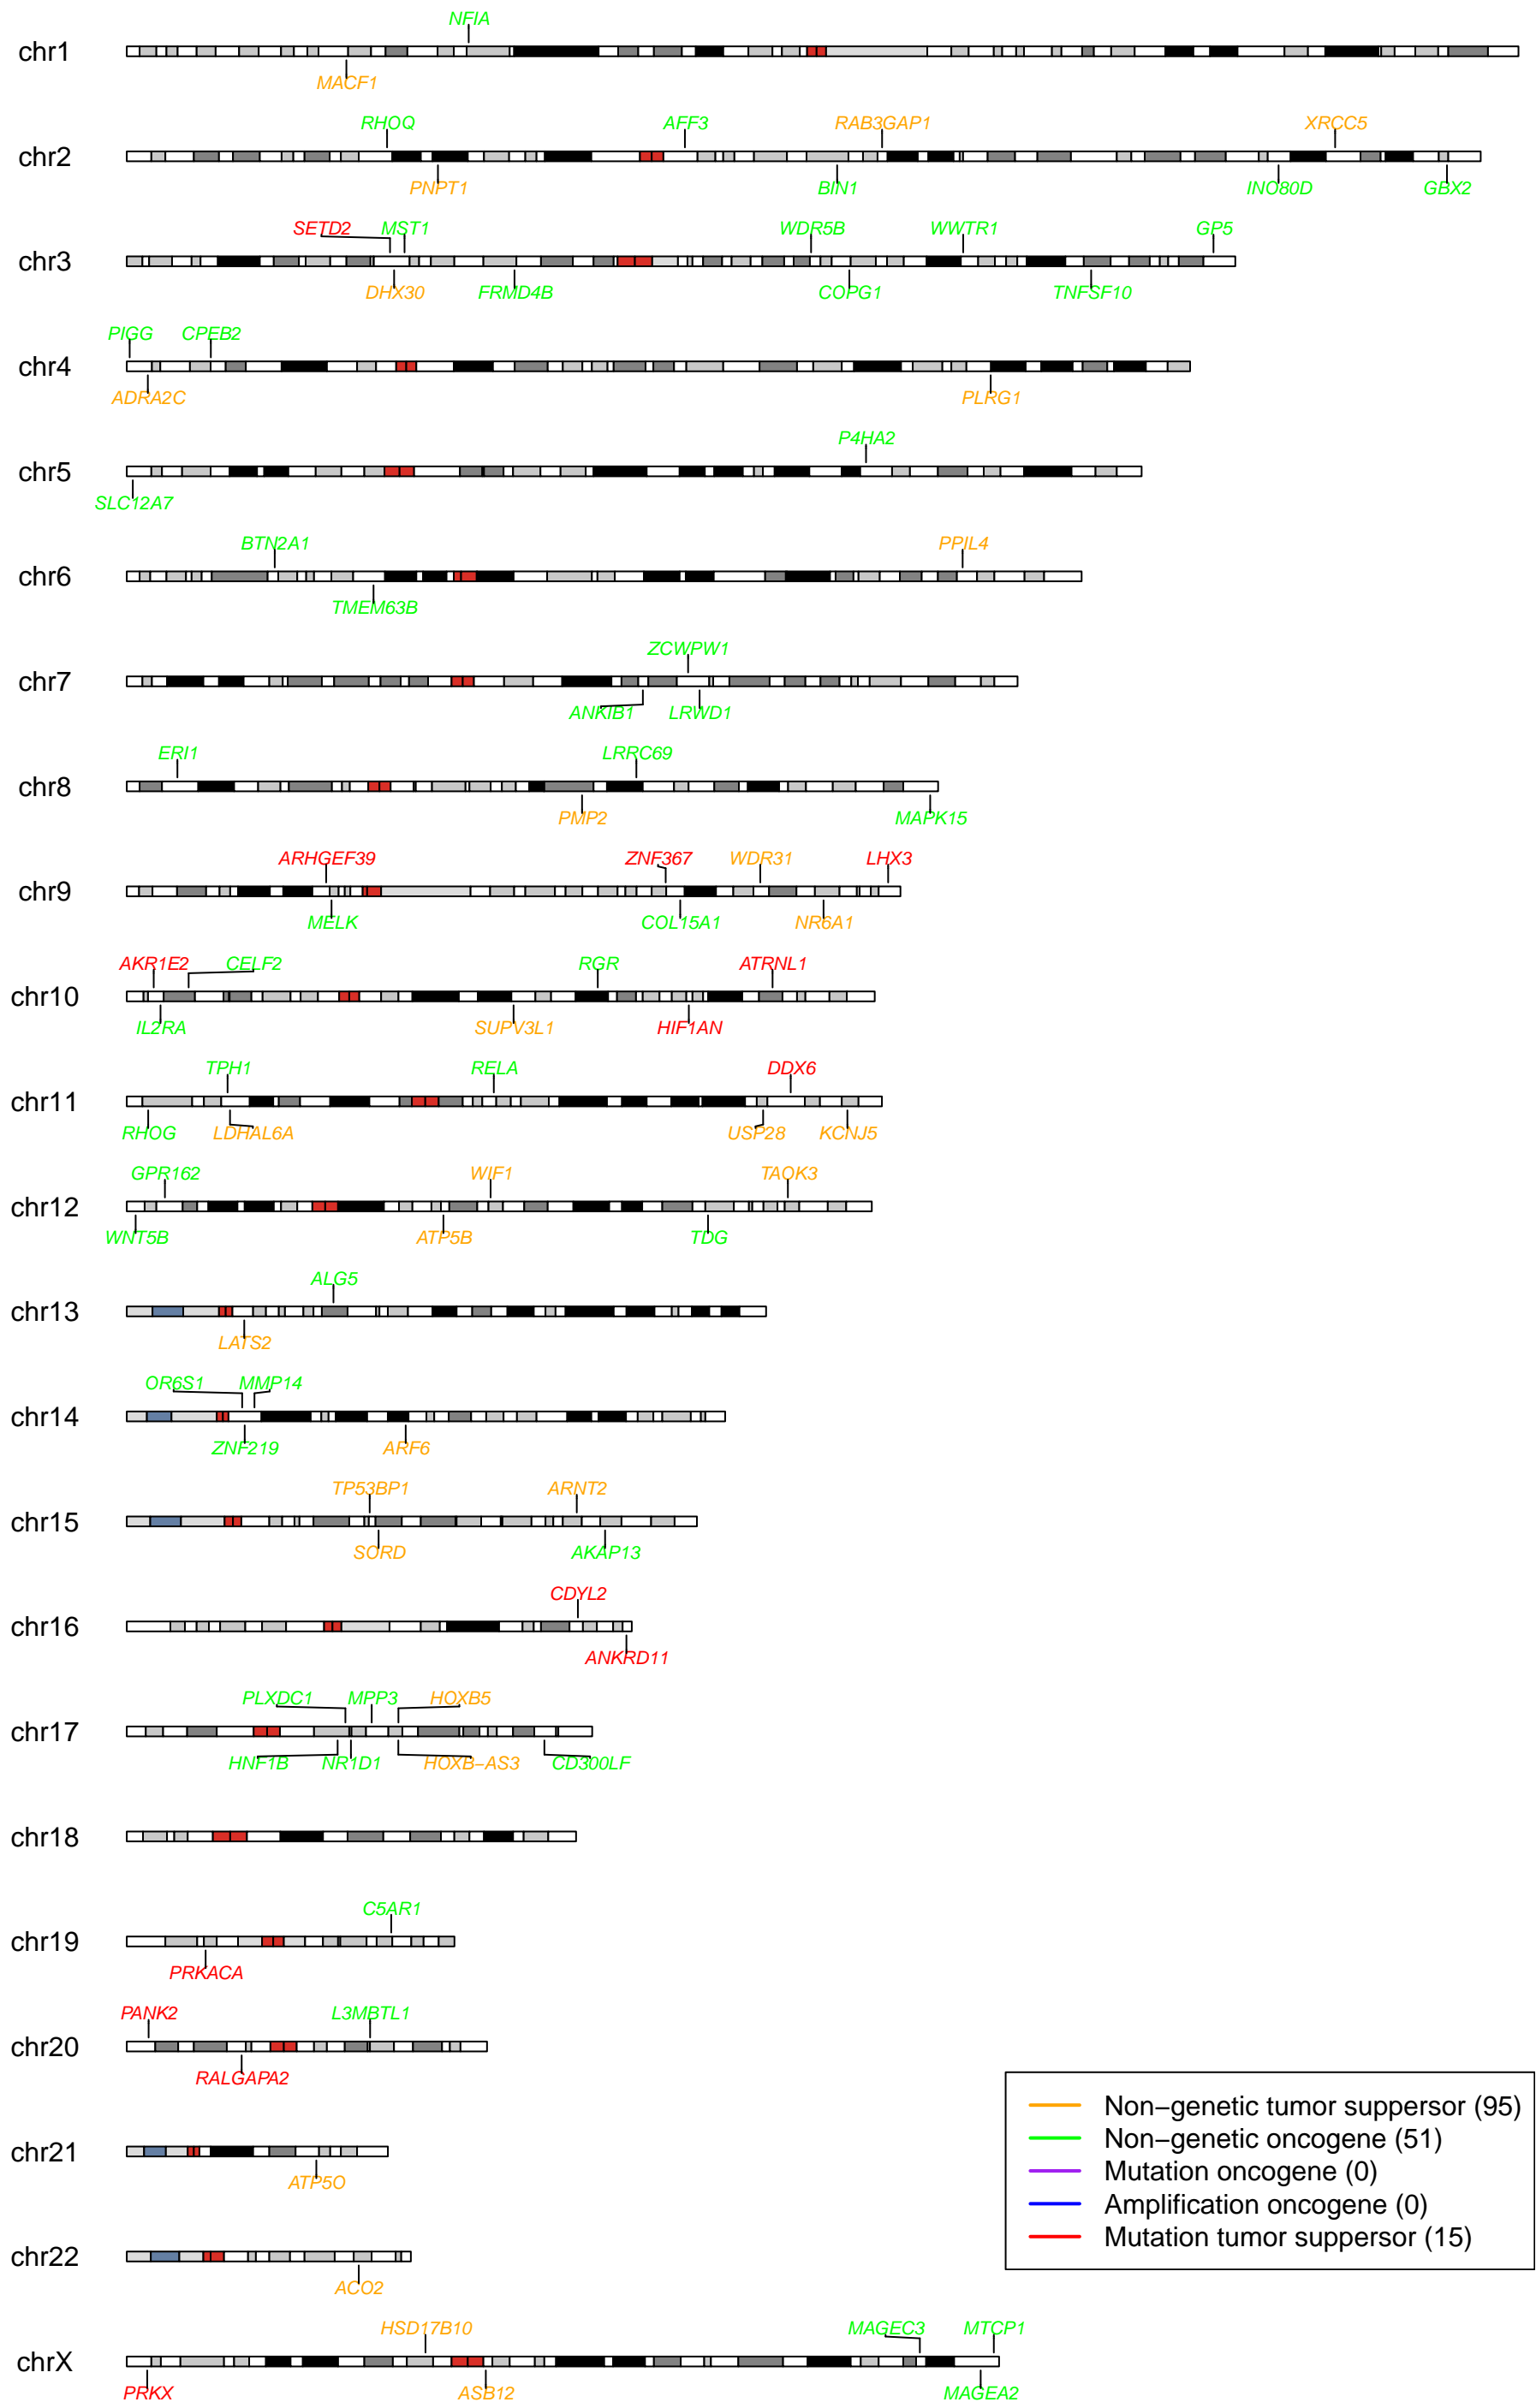 NFIA
chr1
MACF1
RHOQ AFF3 RAB3GAP1 XRCC5
chr2
PNPT1 BIN1 INO80D GBX2
SETD2 MST1 WDR5B WWTR1 GP5
chr3
DHX30 FRMD4B COPG1 TNFSF10
PIGG CPEB2
chr4
ADRA2C PLRG1
P4HA2
chr5
SLC12A7
BTN2A1 PPIL4
chr6
TMEM63B
ZCWPW1
chr7
ANKIB1 LRWD1
ERI1 LRRC69
chr8
PMP2 MAPK15
ARHGEF39 ZNF367 WDR31 LHX3
chr9
MELK COL15A1 NR6A1
AKR1E2 CELF2 RGR ATRNL1
chr10
IL2RA SUPV3L1 HIF1AN
TPH1 RELA DDX6
chr11
RHOG LDHAL6A USP28 KCNJ5
GPR162 WIF1 TAOK3
chr12
WNT5B ATP5B TDG
ALG5
chr13
LATS2
OR6S1 MMP14
chr14
ZNF219 ARF6
TP53BP1 ARNT2
chr15
SORD AKAP13
CDYL2
chr16
ANKRD11
PLXDC1 MPP3 HOXB5
chr17
HNF1B NR1D1 HOXB−AS3 CD300LF
chr18
C5AR1
chr19
PRKACA
PANK2 L3MBTL1
chr20
RALGAPA2
Non−genetic tumor suppersor (95)
Non−genetic oncogene (51)
Mutation oncogene (0)
Amplification oncogene (0)
Mutation tumor suppersor (15)
chr21
ATP5O
chr22
ACO2
HSD17B10 MAGEC3 MTCP1
chrX
PRKX ASB12 MAGEA2